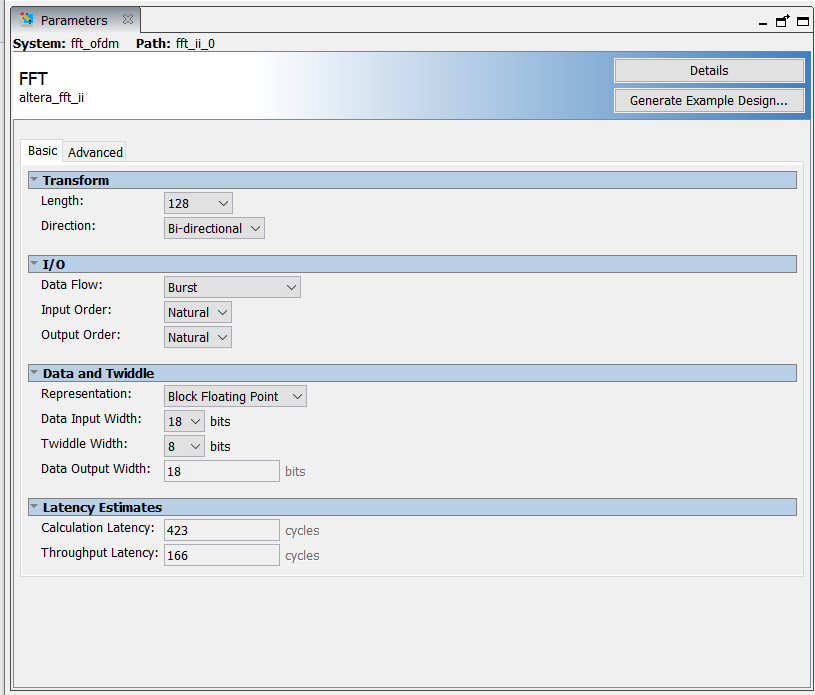 Parameters
System: fft_ofdm Path: fft_ii_0
FFT
altera_fft_ii
Details
Generate Example Design...
Basic Advanced
Transform
Length: 128
Direction: Bi-directional
I/O
Data Flow: Burst
Input Order: Natural
Output Order: Natural
Data and Twiddle
Representation: Block Floating Point
Data Input Width: 18 bits
Twiddle Width: 8 bits
Data Output Width: 18 bits
Latency Estimates
Calculation Latency: 423 cycles
Throughput Latency: 166 cycles